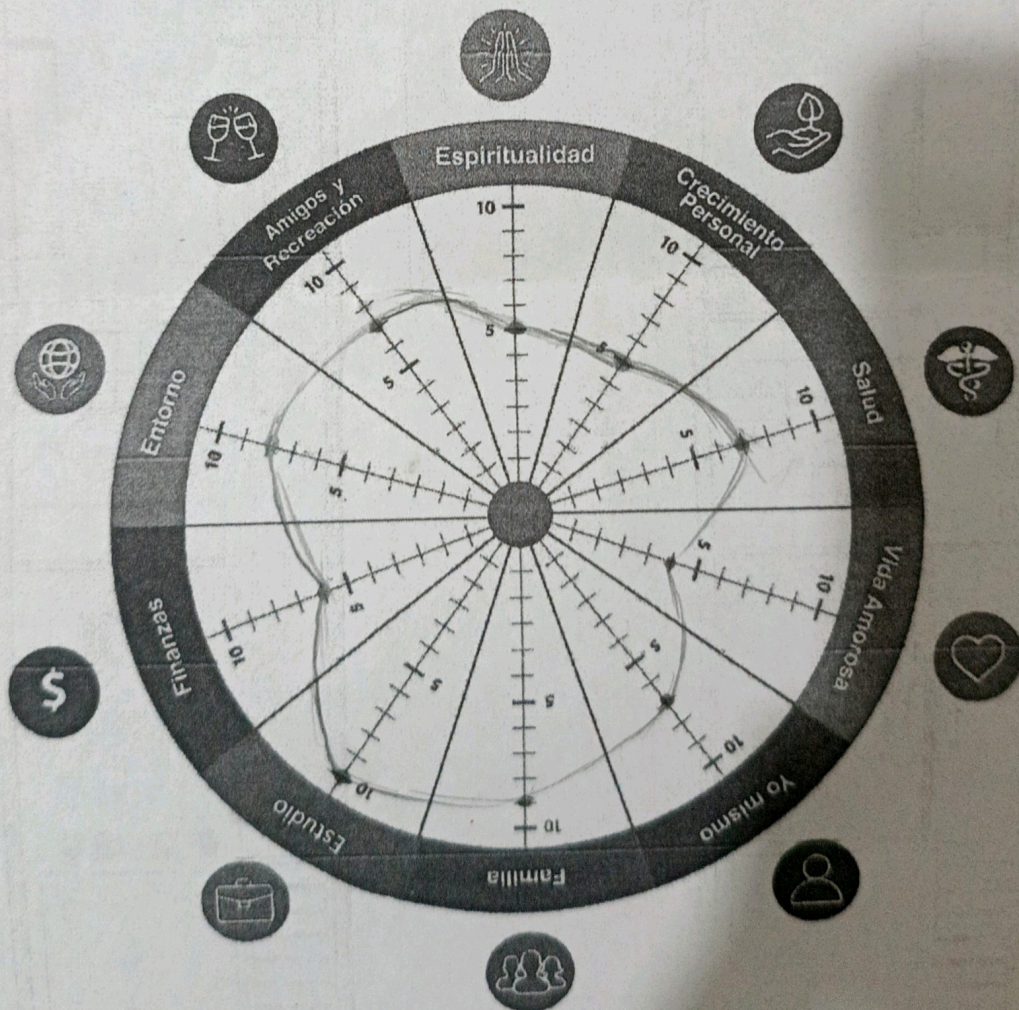 Espiritualidad
Crecimiento
Personal
Salud
Vida Amorosa
Yo mismo
Familia
Estudio
Finanzas
Entorno
Amigos y
Recreación
10
5
10
5
10
5
10
5
10
5
10
5
10
5
10
5
10
5
10
5
$